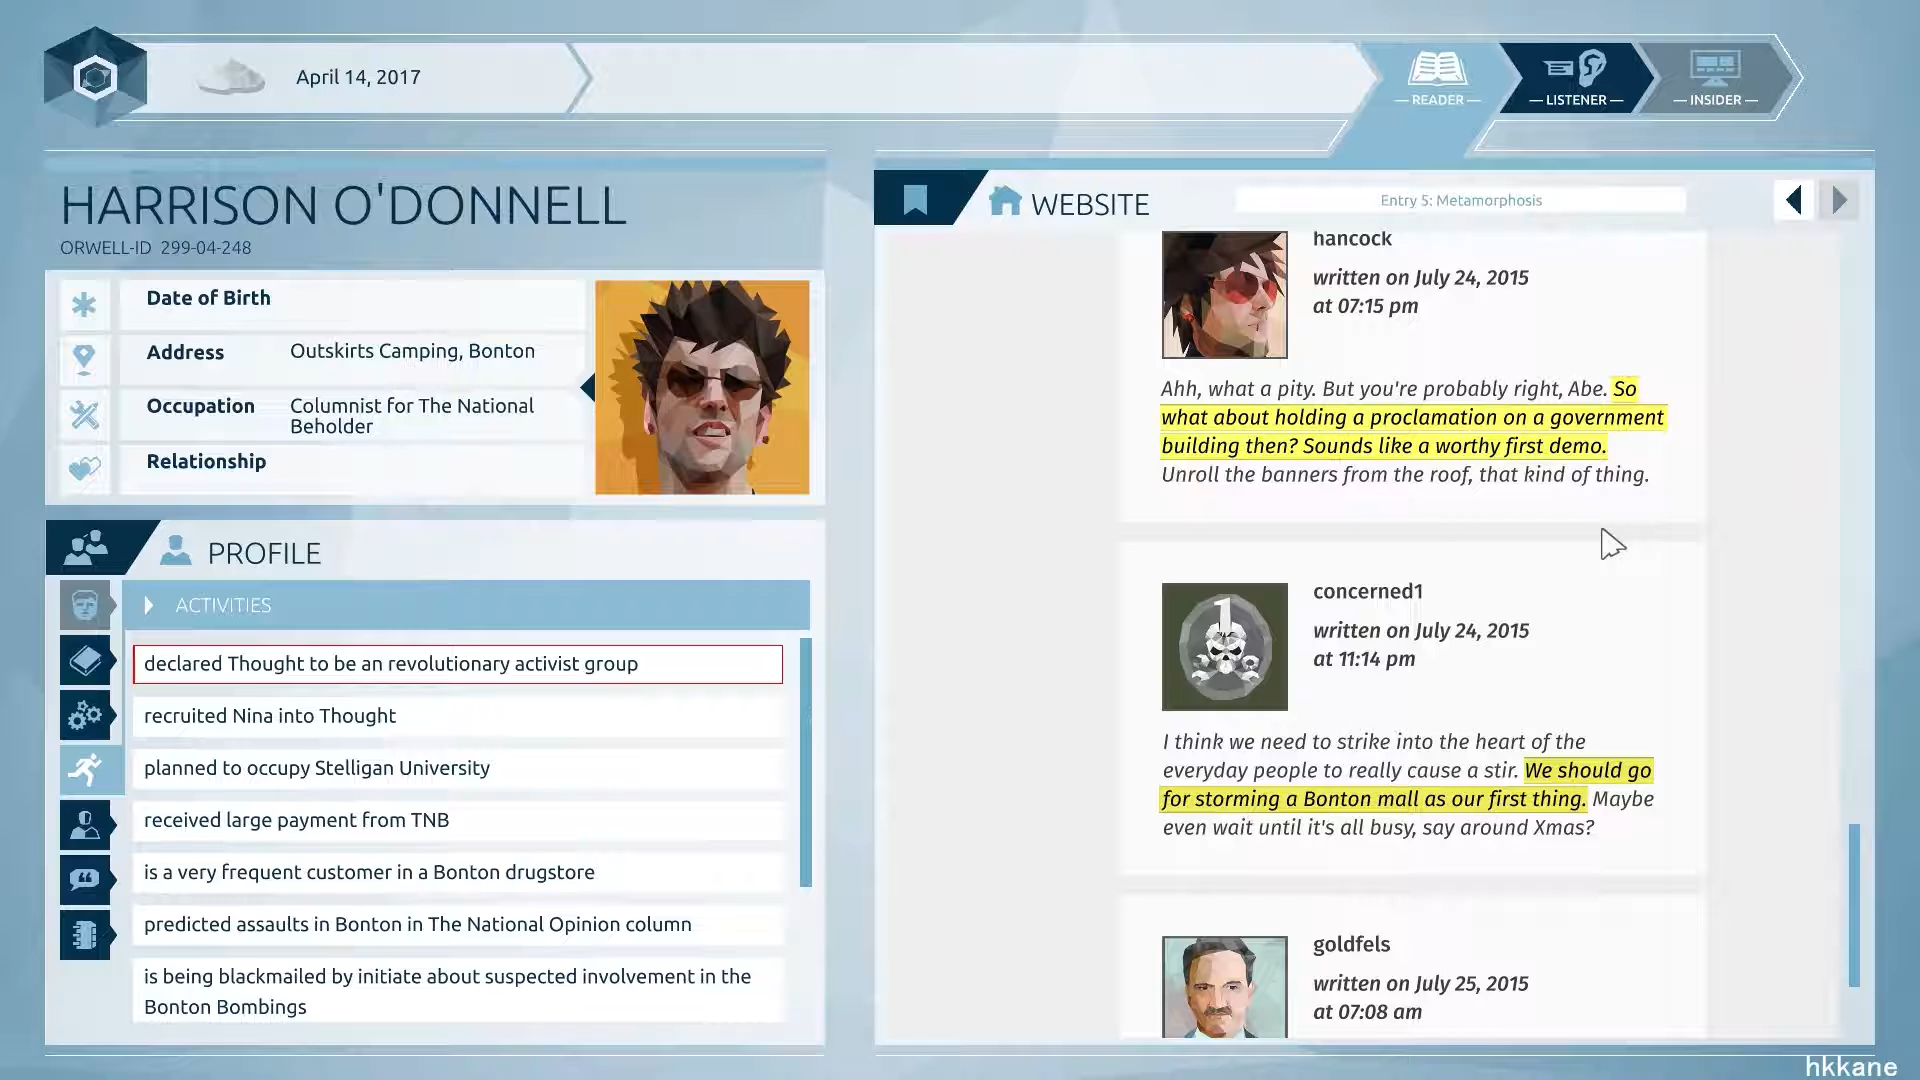 April 14, 2017
READER
LISTENER
INSIDER
HARRISON O'DONNELL
ORWELL-ID 299-04-248
Date of Birth
Address Outskirts Camping, Bonton
Occupation Columnist for The National
Beholder
Relationship
PROFILE
ACTIVITIES
declared Thought to be an revolutionary activist group
recruited Nina into Thought
planned to occupy Stelligan University
received large payment from TNB
is a very frequent customer in a Bonton drugstore
predicted assaults in Bonton in The National Opinion column
is being blackmailed by initiate about suspected involvement in the
Bonton Bombings
WEBSITE
Entry 5: Metamorphosis
hancock
written on July 24, 2015
at 07:15 pm
Ahh, what a pity. But you're probably right, Abe. So
what about holding a proclamation on a government
building then? Sounds like a worthy first demo.
Unroll the banners from the roof, that kind of thing.
concerned1
written on July 24, 2015
at 11:14 pm
I think we need to strike into the heart of the
everyday people to really cause a stir. We should go
for storming a Bonton mall as our first thing. Maybe
even wait until it's all busy, say around Xmas?
goldfels
written on July 25, 2015
at 07:08 am
hkkane